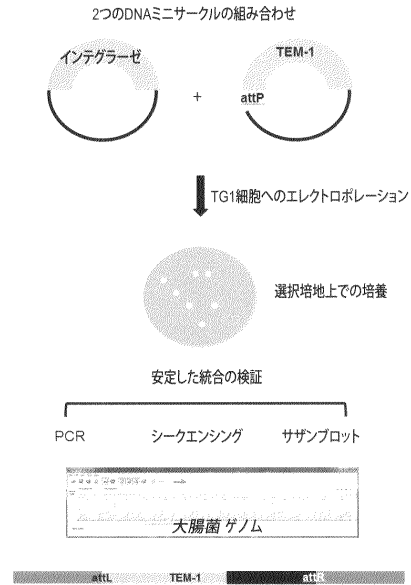 2つのDNAミニサークルの組み合わせ
インテグラーゼ
TEM-1
+
attP
TG1細胞へのエレクトロポレーション
選択培地上での培養
安定した統合の検証
PCR
シークエンシング
サザンブロット
大腸菌ゲノム
attL
TEM-1
attR